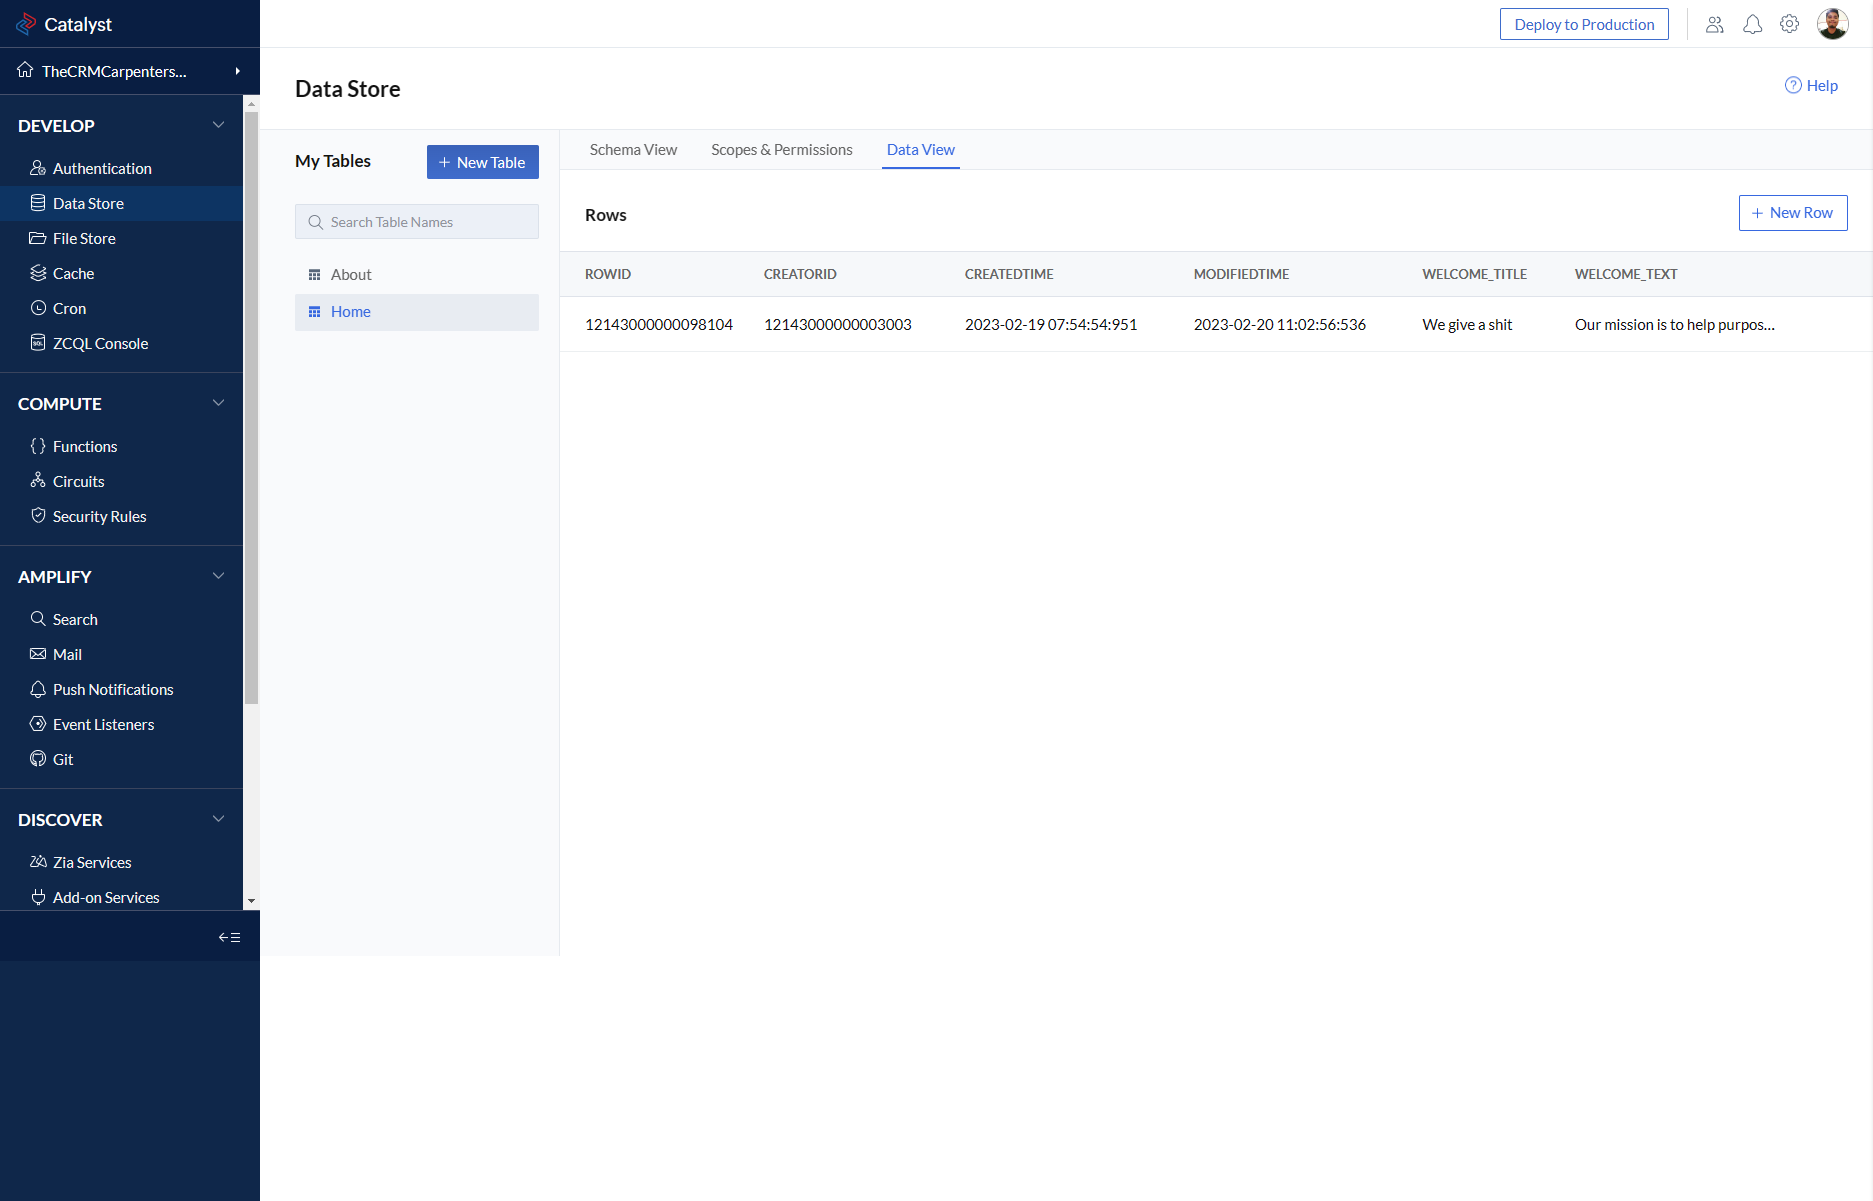 Catalyst
Deploy to Production
TheCRMCarpenters...
Data Store
Help
DEVELOP
Authentication
Data Store
File Store
Cache
Cron
ZCQL Console
COMPUTE
Functions
Circuits
Security Rules
AMPLIFY
Search
Mail
Push Notifications
Event Listeners
Git
DISCOVER
Zia Services
Add-on Services
My Tables
+ New Table
Search Table Names
About
Home
Schema View Scopes & Permissions Data View
Rows
+ New Row
ROWID CREATORID CREATEDTIME MODIFIEDTIME WELCOME_TITLE WELCOME_TEXT
12143000000098104 12143000000003003 2023-02-19 07:54:54:951 2023-02-20 11:02:56:536 We give a shit Our mission is to help purpos...